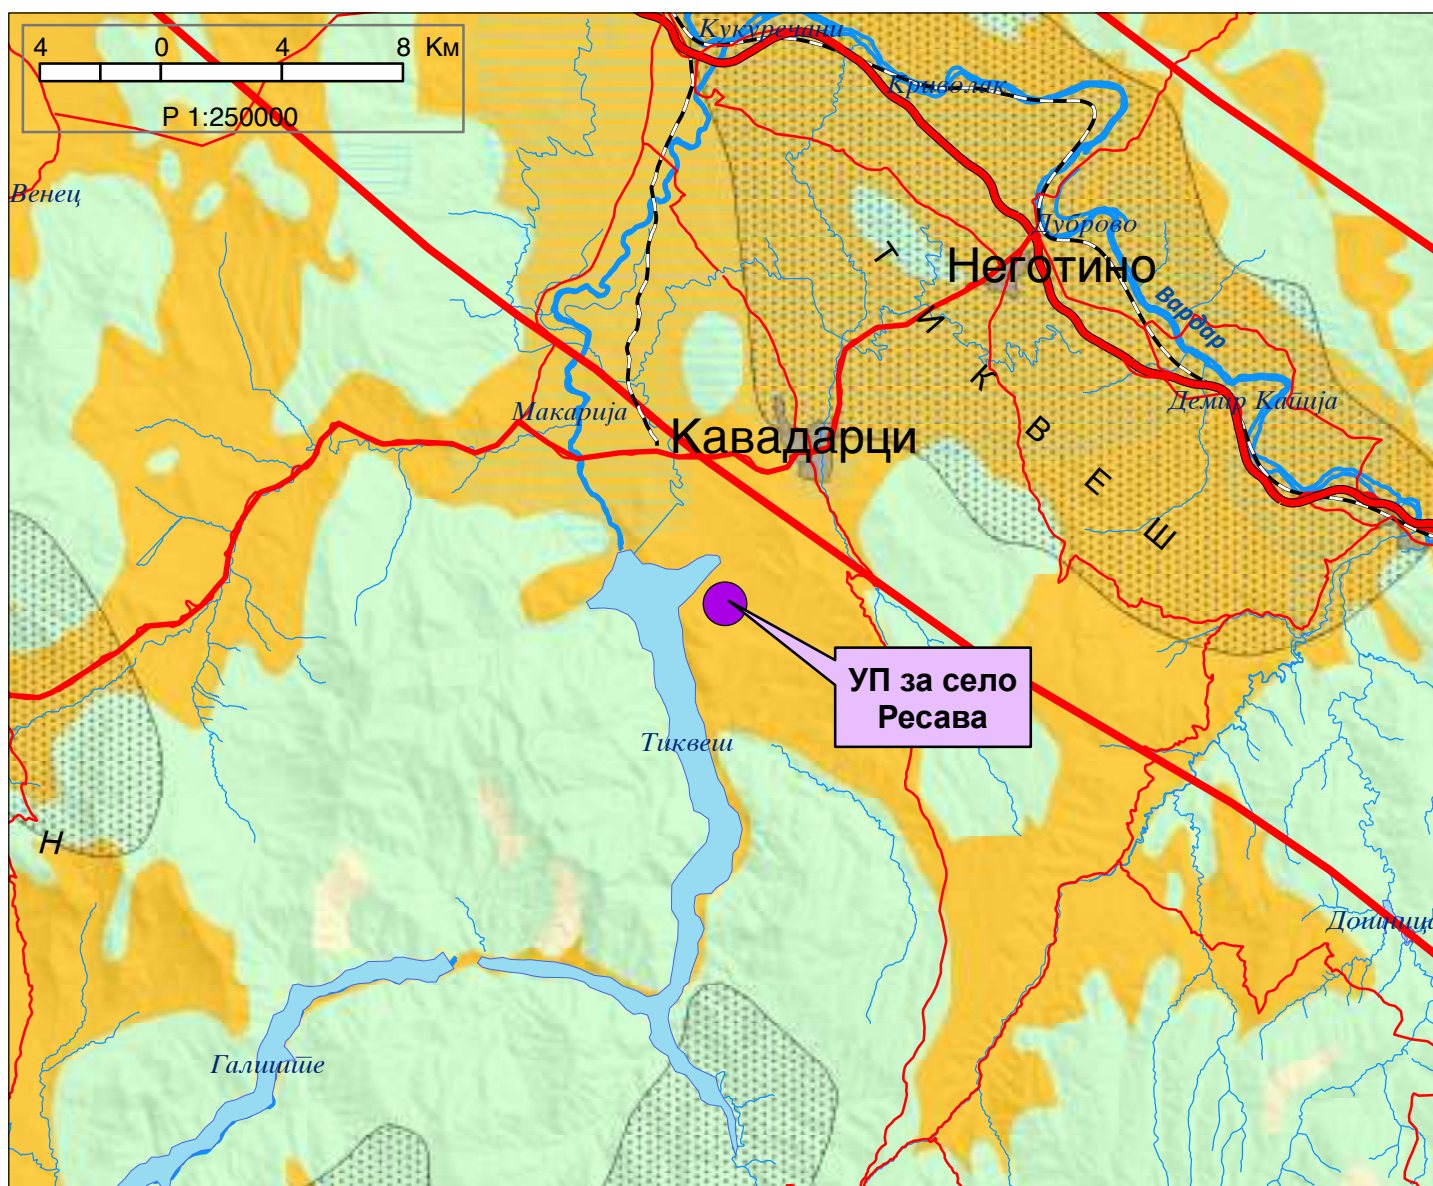 4 0 4 8 Км
Р 1:250000
Кукуречани
Криволак
Венец
Дуброво
Неготино
Вардар
Т И К В Е Ш
Макарија
Демир Капија
Кавадарци
УП за село
Ресава
Тиквеш
Н
Дошница
Галиште